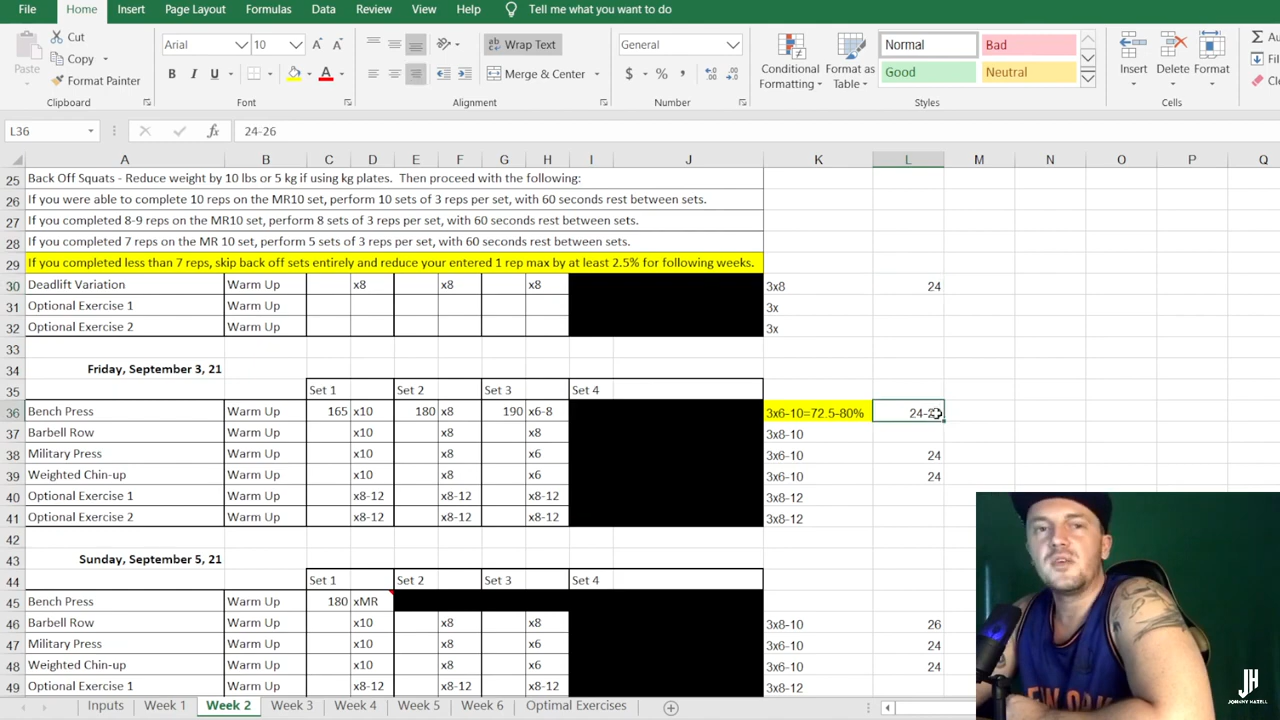 File Home Insert Page Layout Formulas Data Review View Help Tell me what you want to do
Cut Arial 10 Wrap Text General Normal Bad
Copy
Paste Format Painter B I U Merge & Center $ % Conditional Formatting Format as Table Good Neutral Insert Delete Format
Clipboard Font Alignment Number Styles Cells
L36 fx 24-26
A B C D E F G H I J K L M N O P Q
25 Back Off Squats - Reduce weight by 10 lbs or 5 kg if using kg plates. Then proceed with the following:
26 If you were able to complete 10 reps on the MR10 set, perform 10 sets of 3 reps per set, with 60 seconds rest between sets.
27 If you completed 8-9 reps on the MR10 set, perform 8 sets of 3 reps per set, with 60 seconds rest between sets.
28 If you completed 7 reps on the MR 10 set, perform 5 sets of 3 reps per set, with 60 seconds rest between sets.
29 If you completed less than 7 reps, skip back off sets entirely and reduce your entered 1 rep max by at least 2.5% for following weeks.
30 Deadlift Variation Warm Up x8 x8 x8 3x8 24
31 Optional Exercise 1 Warm Up 3x
32 Optional Exercise 2 Warm Up 3x
33
34 Friday, September 3, 21
35 Set 1 Set 2 Set 3 Set 4
36 Bench Press Warm Up 165 x10 180 x8 190 x6-8 3x6-10=72.5-80%
37 Barbell Row Warm Up x10 x8 x8 3x8-10
38 Military Press Warm Up x10 x8 x6 3x6-10 24
39 Weighted Chin-up Warm Up x10 x8 x6 3x6-10 24
40 Optional Exercise 1 Warm Up x8-12 x8-12 x8-12 3x8-12
41 Optional Exercise 2 Warm Up x8-12 x8-12 x8-12 3x8-12
42
43 Sunday, September 5, 21
44 Set 1 Set 2 Set 3 Set 4
45 Bench Press Warm Up 180 xMR
46 Barbell Row Warm Up x10 x8 x8 3x8-10 26
47 Military Press Warm Up x10 x8 x6 3x6-10 24
48 Weighted Chin-up Warm Up x10 x8 x6 3x6-10 24
49 Optional Exercise 1 Warm Up x8-12 x8-12 x8-12 3x8-12
Inputs Week 1 Week 2 Week 3 Week 4 Week 5 Week 6 Optimal Exercises
JH
JOHNNY HAZELL